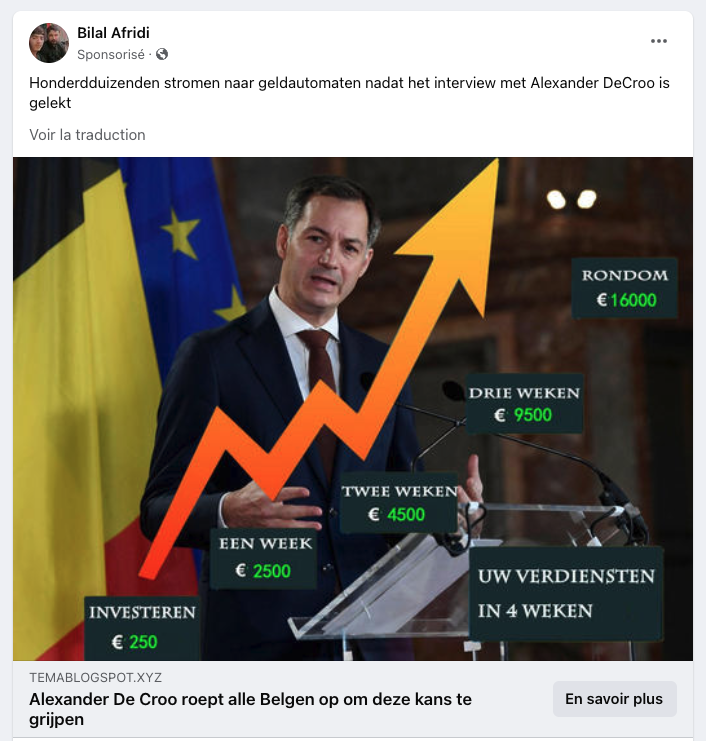 Bilal Afridi
Sponsorisé ·
Honderdduizenden stromen naar geldautomaten nadat het interview met Alexander DeCroo is
gelekt
Voir la traduction
RONDOM
€16000
DRIE WEKEN
€ 9500
TWEE WEKEN
€ 4500
EEN WEEK
€ 2500
UW VERDIENSTEN
IN 4 WEKEN
INVESTEREN
€ 250
TEMABLOGSPOT.XYZ
Alexander De Croo roept alle Belgen op om deze kans te
grijpen
En savoir plus